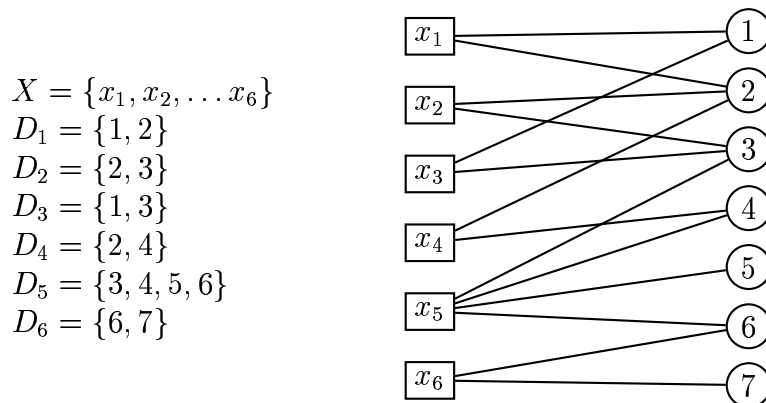 X = {x₁, x₂, ... x₆}
D₁ = {1, 2}
D₂ = {2, 3}
D₃ = {1, 3}
D₄ = {2, 4}
D₅ = {3, 4, 5, 6}
D₆ = {6, 7}
x₁
x₂
x₃
x₄
x₅
x₆
1
2
3
4
5
6
7